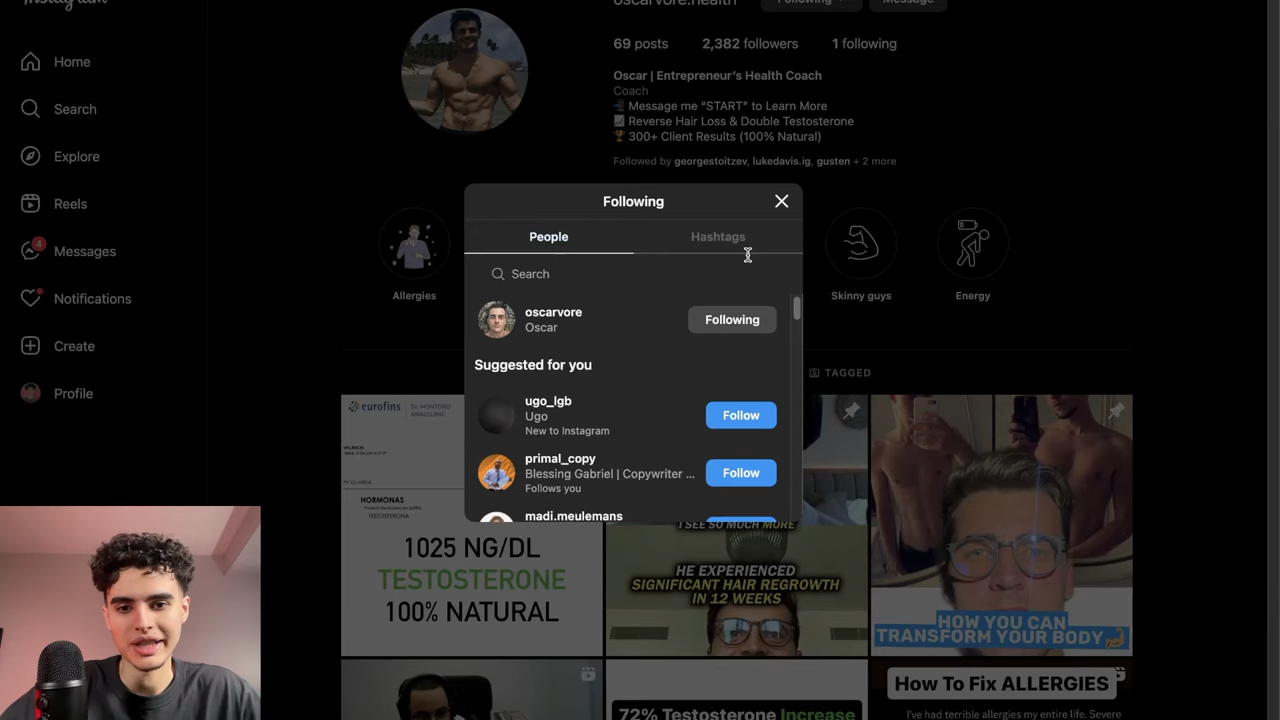 Instagram
oscarvore.health
Following
Message
69 posts
2,382 followers
1 following
Oscar | Entrepreneur's Health Coach
Coach
Message me "START" to Learn More
Reverse Hair Loss & Double Testosterone
300+ Client Results (100% Natural)
Followed by georgestoitzev, lukedavis.ig, gusten + 2 more
Home
Search
Explore
Reels
4
Messages
Notifications
Create
Profile
Allergies
Skinny guys
Energy
Following
People
Hashtags
Search
oscarvore
Oscar
Following
Suggested for you
ugo_lgb
Ugo
New to Instagram
Follow
primal_copy
Blessing Gabriel | Copywriter ...
Follows you
Follow
madi.meulemans
TAGGED
eurofins
HORMONAS
TESTOSTERONA
1025 NG/DL
TESTOSTERONE
100% NATURAL
I SEE SO MUCH MORE
HE EXPERIENCED
SIGNIFICANT HAIR REGROWTH
IN 12 WEEKS
HOW YOU CAN
TRANSFORM YOUR BODY
72% Testosterone Increase
How To Fix ALLERGIES
I've had terrible allergies my entire life. Severe